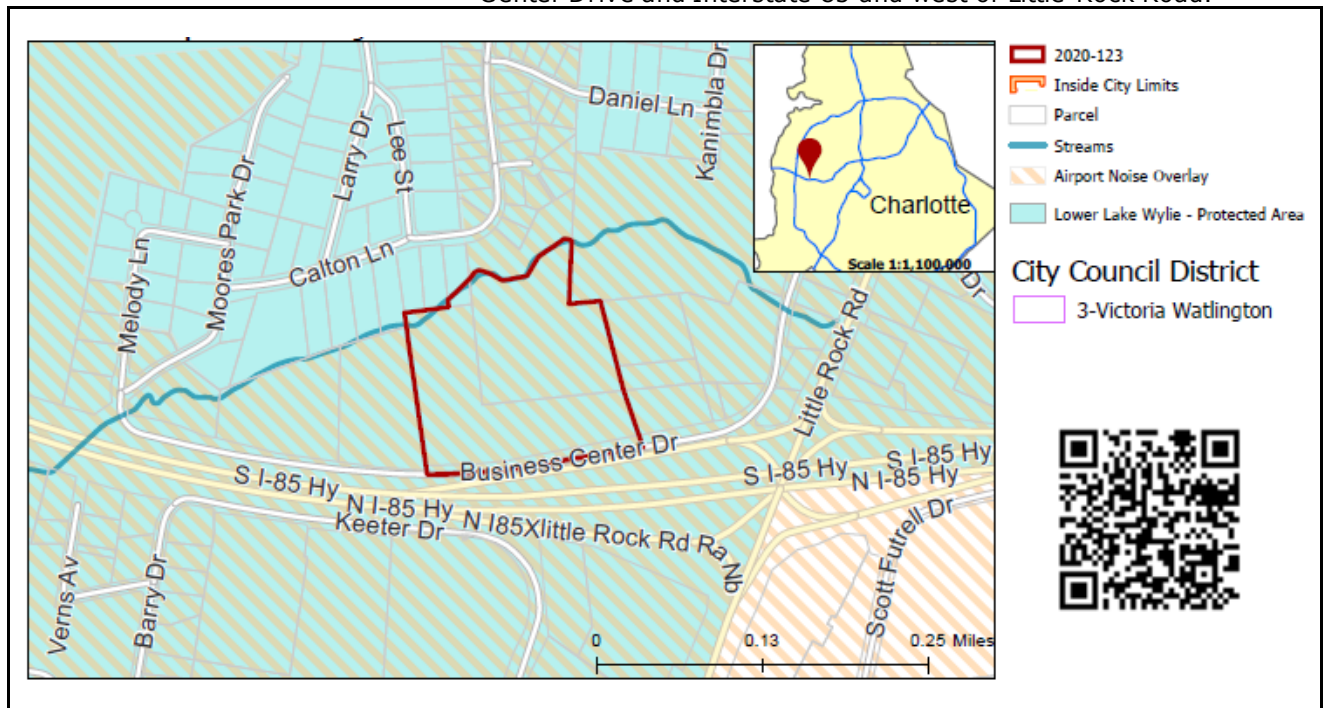 Center Drive and Interstate 85 and west of Little Rock Road.
2020-123
Inside City Limits
Parcel
Streams
Airport Noise Overlay
Lower Lake Wylie - Protected Area
City Council District
3-Victoria Watlington
Charlotte
Scale 1:1,100,000
Daniel Ln
Kanimbla Dr
Larry Dr
Lee St
Moores Park Dr
Melody Ln
Calton Ln
Dr
Little Rock Rd
Business Center Dr
S I-85 Hy
N I-85 Hy
S I-85 Hy
S I-85 Hy
N I-85 Hy
Keeter Dr
N I85Xlittle Rock Rd Ra Nb
Verns Av
Barry Dr
Scott Futrell Dr
0
0.13
0.25 Miles